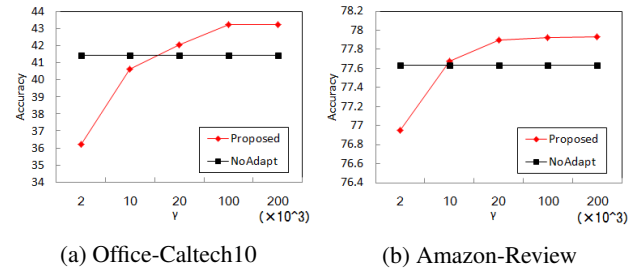 44
43
42
41
40
39
38
37
36
35
34
Accuracy
Proposed
NoAdapt
2 10 20 100 200
γ (×10^3)
(a) Office-Caltech10
78.2
78
77.8
77.6
77.4
77.2
77
76.8
76.6
76.4
Accuracy
Proposed
NoAdapt
2 10 20 100 200
γ (×10^3)
(b) Amazon-Review